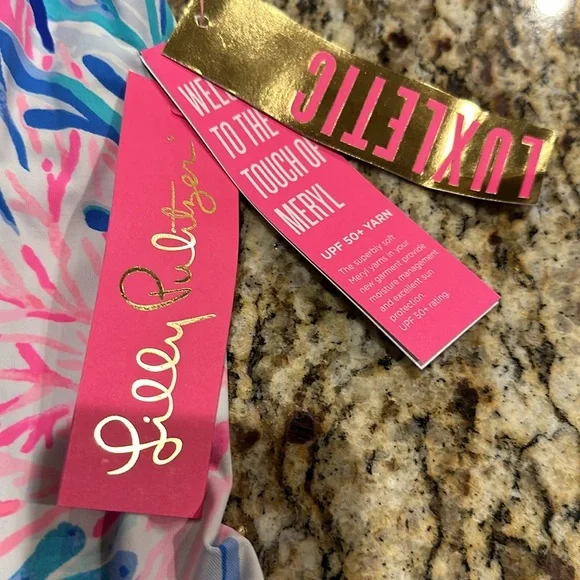 LUXLETIC
WELC
TO THE
TOUCH OF
MERYL
UPF 50+ YARN
The superbly soft
Meryl yarns in your
new garment provide
moisture management
and excellent sun
protection.
UPF 50+ rating.
Lilly Pulitzer